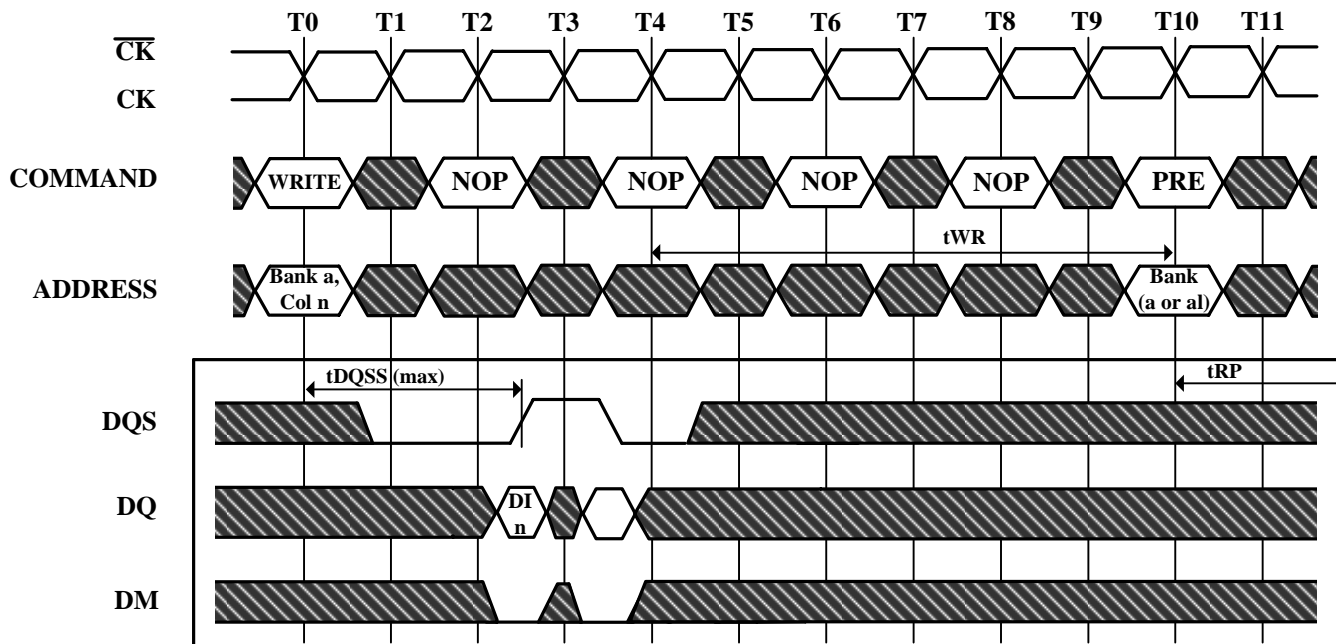 T0 T1 T2 T3 T4 T5 T6 T7 T8 T9 T10 T11
CK
CK
COMMAND WRITE NOP NOP NOP NOP PRE
tWR
ADDRESS Bank a, Col n Bank (a or al)
tDQSS (max) tRP
DQS
DQ DI n
DM